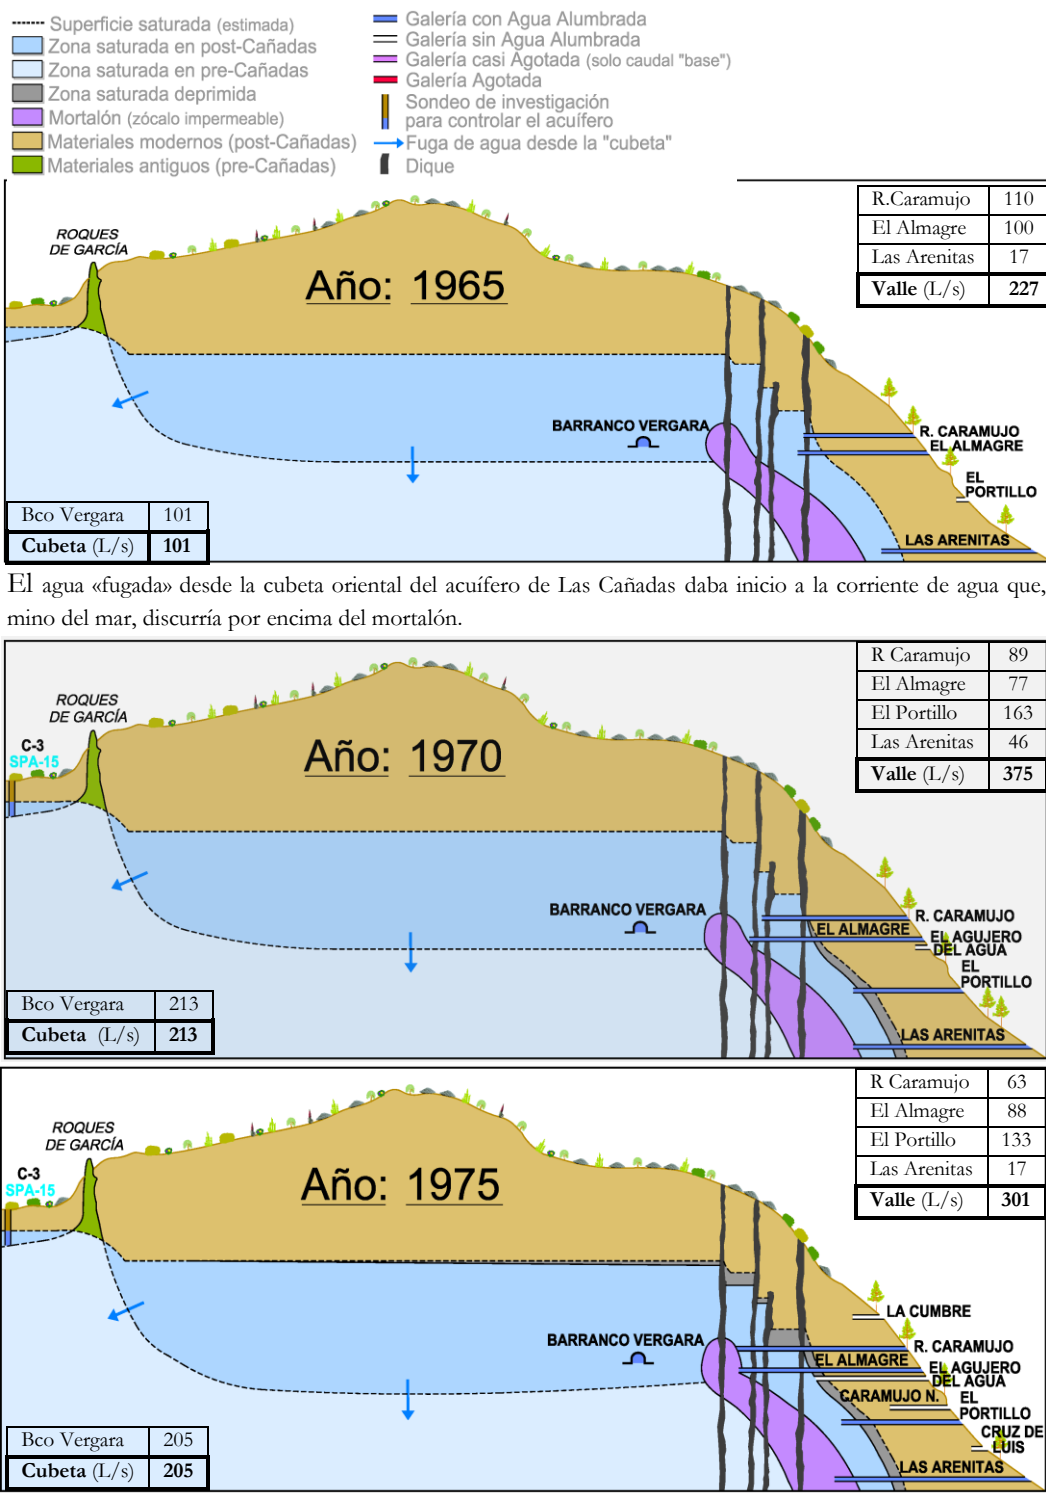 Superficie saturada (estimada)
Zona saturada en post-Cañadas
Zona saturada en pre-Cañadas
Zona saturada deprimida
Mortalón (zócalo impermeable)
Materiales modernos (post-Cañadas)
Materiales antiguos (pre-Cañadas)
Galería con Agua Alumbrada
Galería sin Agua Alumbrada
Galería casi Agotada (solo caudal "base")
Galería Agotada
Sondeo de investigación
para controlar el acuífero
Fuga de agua desde la "cubeta"
Dique
R.Caramujo 110
El Almagre 100
Las Arenitas 17
Valle (L/s) 227
ROQUES
DE GARCÍA
Año: 1965
BARRANCO VERGARA
R. CARAMUJO
EL ALMAGRE
EL
PORTILLO
LAS ARENITAS
Bco Vergara 101
Cubeta (L/s) 101
El agua «fugada» desde la cubeta oriental del acuífero de Las Cañadas daba inicio a la corriente de agua que,
mino del mar, discurría por encima del mortalón.
R Caramujo 89
El Almagre 77
El Portillo 163
Las Arenitas 46
Valle (L/s) 375
ROQUES
DE GARCÍA
C-3
SPA-15
Año: 1970
BARRANCO VERGARA
R. CARAMUJO
EL ALMAGRE
EL AGUJERO
DEL AGUA
EL
PORTILLO
LAS ARENITAS
Bco Vergara 213
Cubeta (L/s) 213
R Caramujo 63
El Almagre 88
El Portillo 133
Las Arenitas 17
Valle (L/s) 301
ROQUES
DE GARCÍA
C-3
SPA-15
Año: 1975
LA CUMBRE
BARRANCO VERGARA
R. CARAMUJO
EL ALMAGRE
EL AGUJERO
DEL AGUA
CARAMUJO N.
EL
PORTILLO
CRUZ DE
LUIS
LAS ARENITAS
Bco Vergara 205
Cubeta (L/s) 205